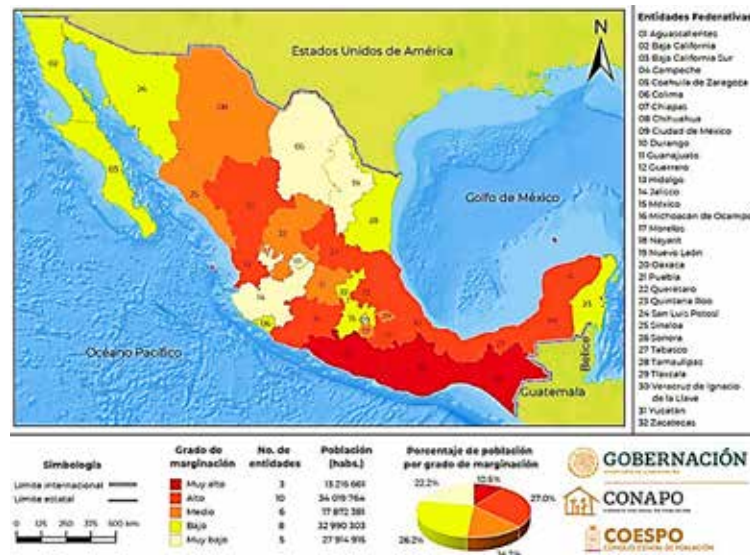 Estados Unidos de América
N
Golfo de México
Océano Pacífico
Guatemala
Belice
Entidades Federativas
01 Aguascalientes
02 Baja California
03 Baja California Sur
04 Campeche
05 Coahuila de Zaragoza
06 Colima
07 Chiapas
08 Chihuahua
09 Ciudad de México
10 Durango
11 Guanajuato
12 Guerrero
13 Hidalgo
14 Jalisco
15 México
16 Michoacán de Ocampo
17 Morelos
18 Nayarit
19 Nuevo León
20 Oaxaca
21 Puebla
22 Querétaro
23 Quintana Roo
24 San Luis Potosí
25 Sinaloa
26 Sonora
27 Tabasco
28 Tamaulipas
29 Tlaxcala
30 Veracruz de Ignacio
de la Llave
31 Yucatán
32 Zacatecas
Simbología
Límite internacional
Límite estatal
0 125 250 375 500 km
Grado de marginación No. de entidades Población (habs.)
Muy alto 3 13 216 661
Alto 10 34 019 764
Medio 6 17 872 381
Bajo 8 32 990 303
Muy bajo 5 27 914 915
Porcentaje de población
por grado de marginación
22.2% 10.5%
27.0%
26.2%
GOBERNACIÓN
CONAPO
COESPO